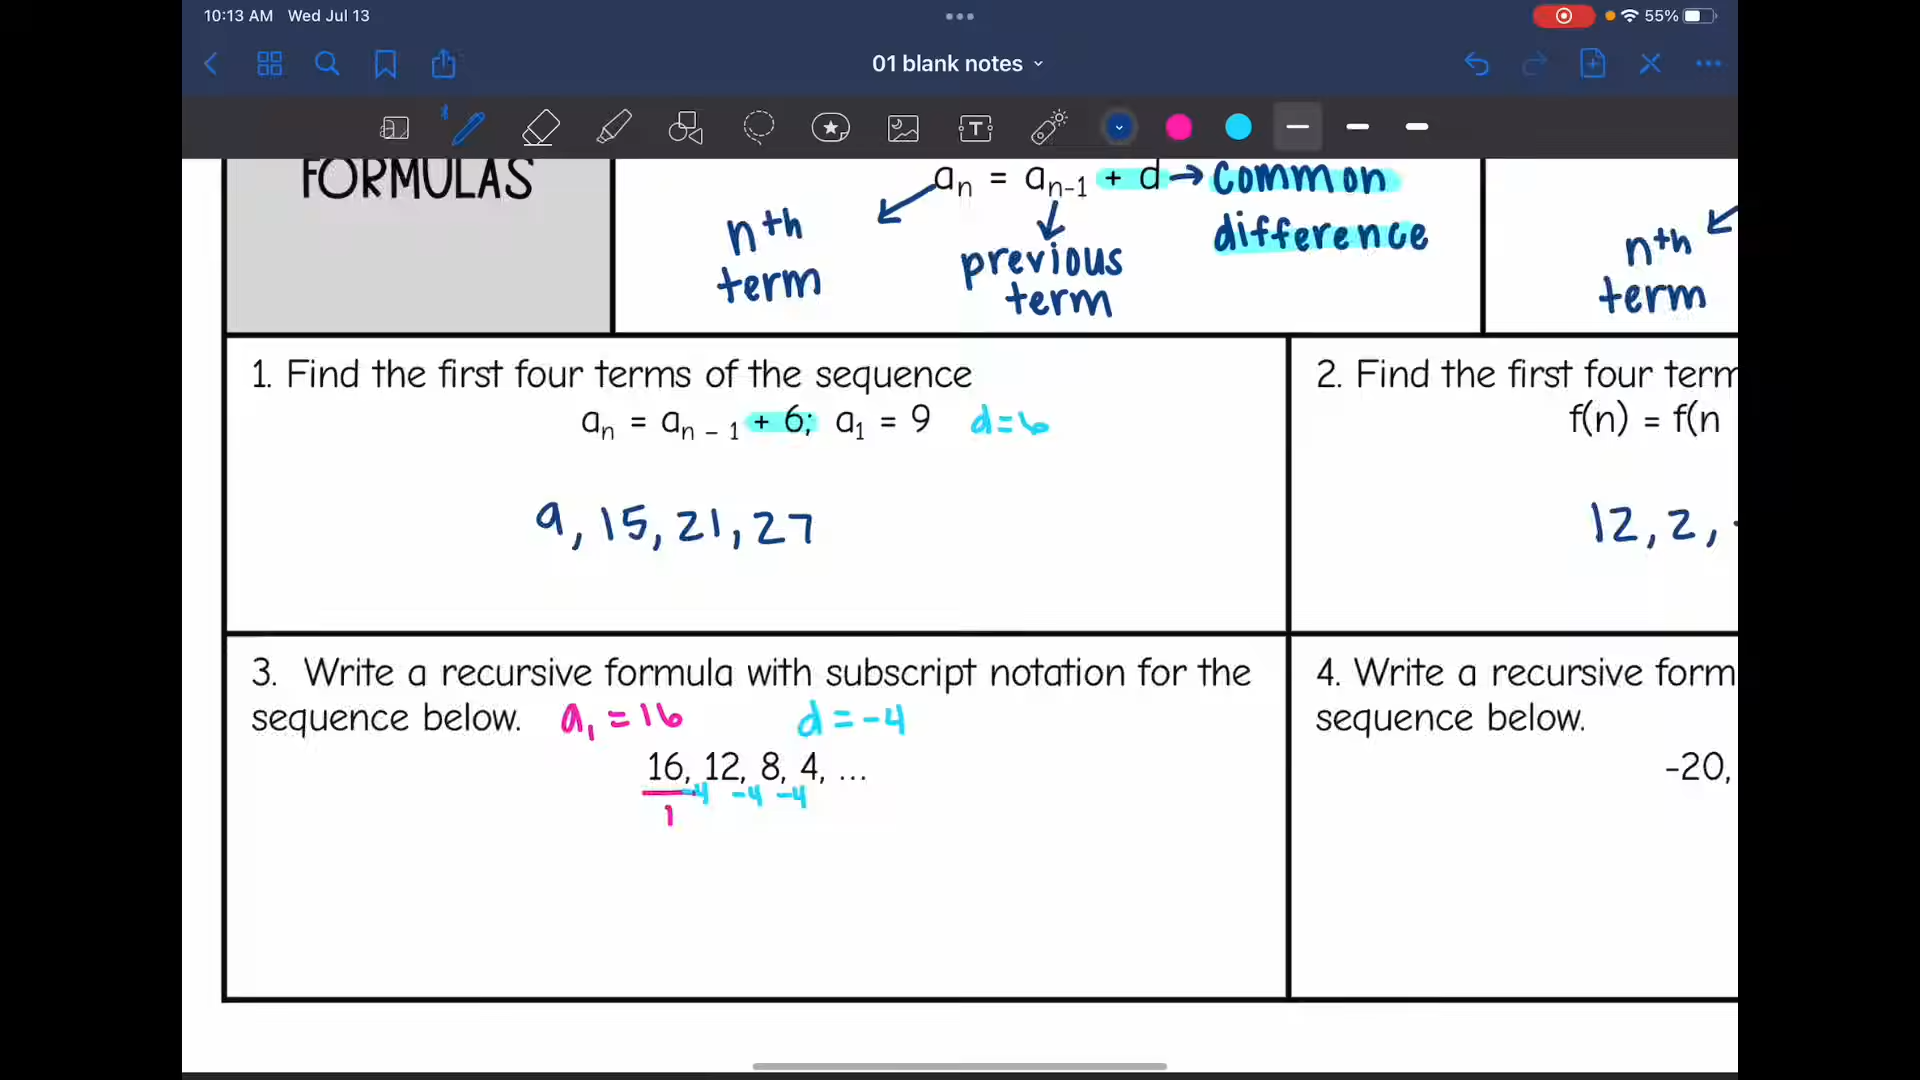 10:13 AM Wed Jul 13
55%
01 blank notes
FORMULAS
aₙ = aₙ₋₁ + d → common difference
nth term
previous term
nth term
1. Find the first four terms of the sequence
aₙ = aₙ₋₁ + 6; a₁ = 9 d=6
9, 15, 21, 27
2. Find the first four term
f(n) = f(n
12, 2,
3. Write a recursive formula with subscript notation for the
sequence below. a₁ = 16 d = -4
16, 12, 8, 4, ...
-4 -4 -4
1
4. Write a recursive form
sequence below.
-20,